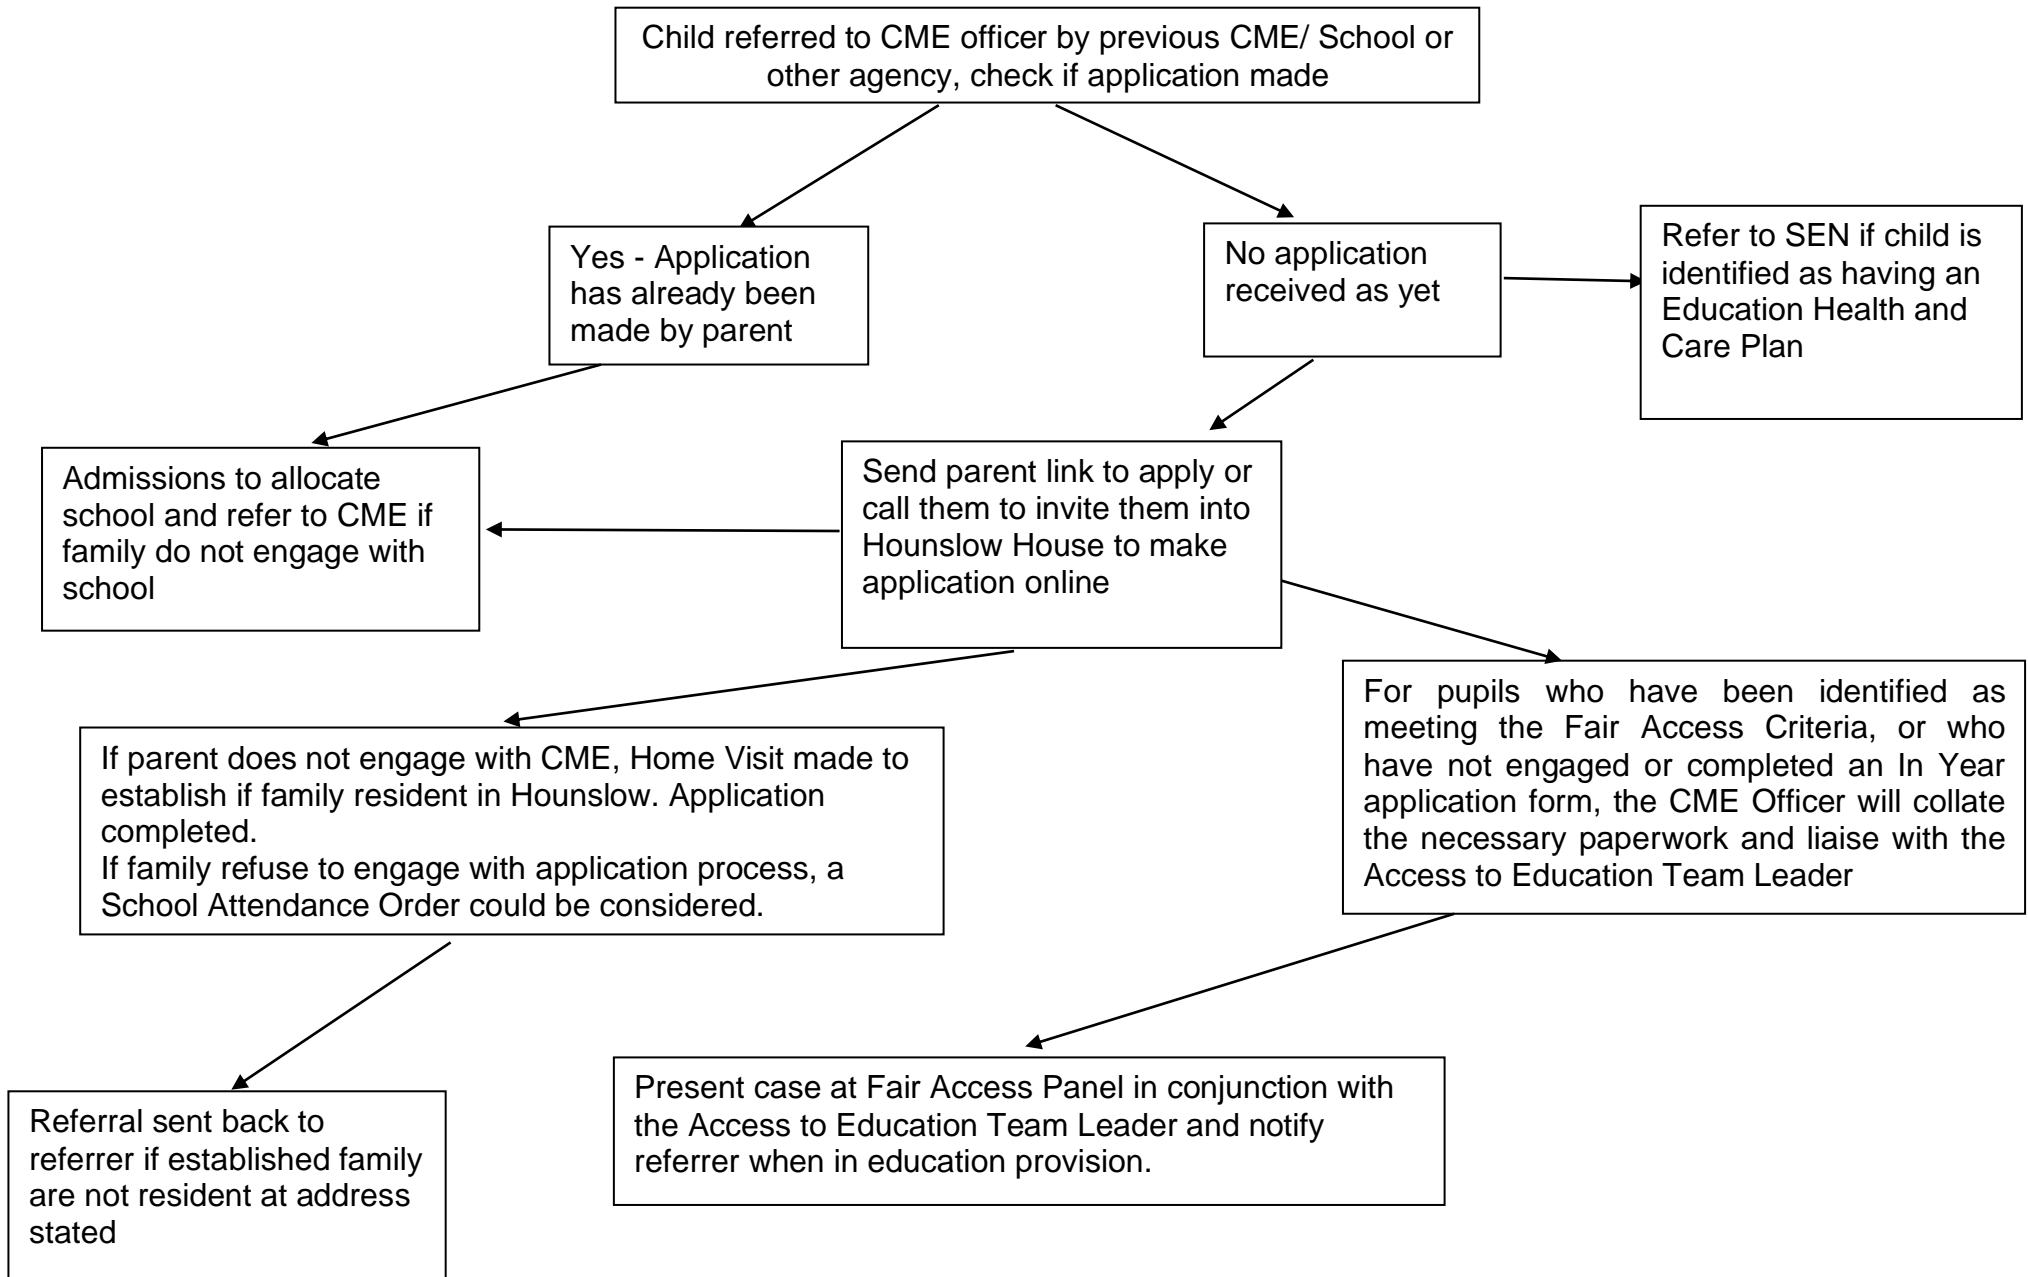 Child referred to CME officer by previous CME/ School or
other agency, check if application made
Yes - Application
has already been
made by parent
No application
received as yet
Refer to SEN if child is
identified as having an
Education Health and
Care Plan
Admissions to allocate
school and refer to CME if
family do not engage with
school
Send parent link to apply or
call them to invite them into
Hounslow House to make
application online
If parent does not engage with CME, Home Visit made to
establish if family resident in Hounslow. Application
completed.
If family refuse to engage with application process, a
School Attendance Order could be considered.
For pupils who have been identified as
meeting the Fair Access Criteria, or who
have not engaged or completed an In Year
application form, the CME Officer will collate
the necessary paperwork and liaise with the
Access to Education Team Leader
Referral sent back to
referrer if established family
are not resident at address
stated
Present case at Fair Access Panel in conjunction with
the Access to Education Team Leader and notify
referrer when in education provision.